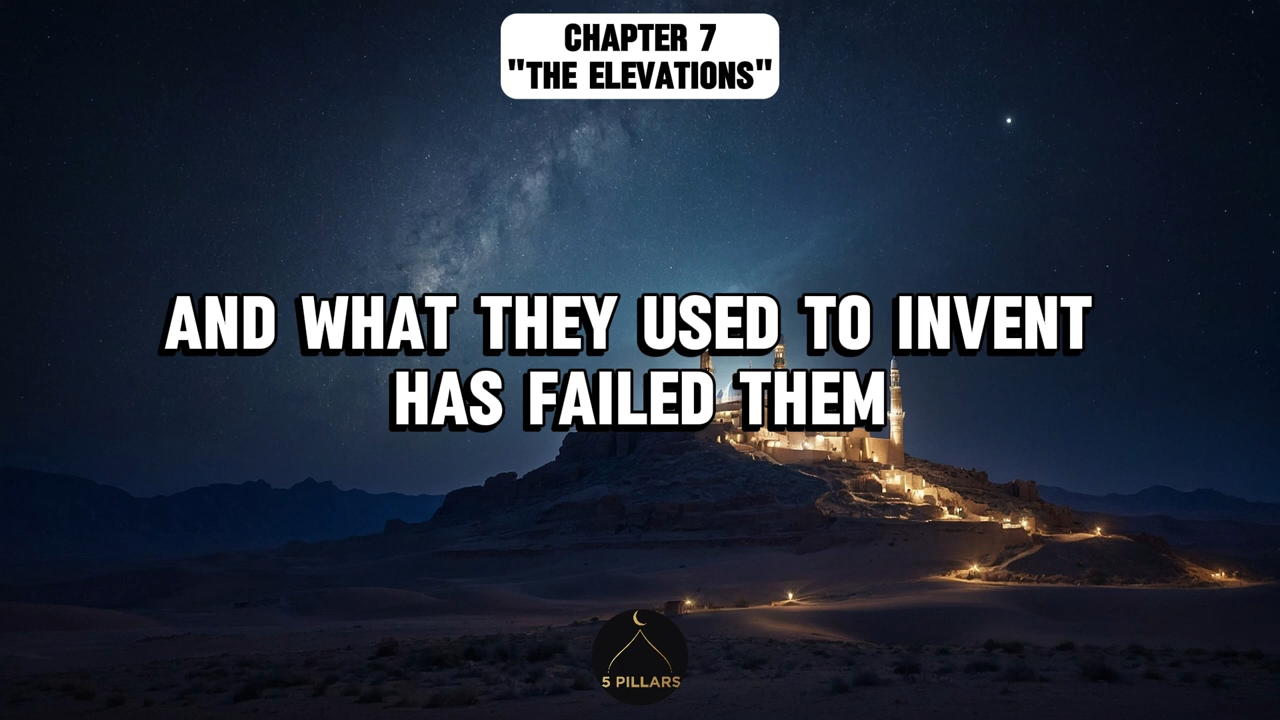 CHAPTER 7
"THE ELEVATIONS"
AND WHAT THEY USED TO INVENT
HAS FAILED THEM
5 PILLARS